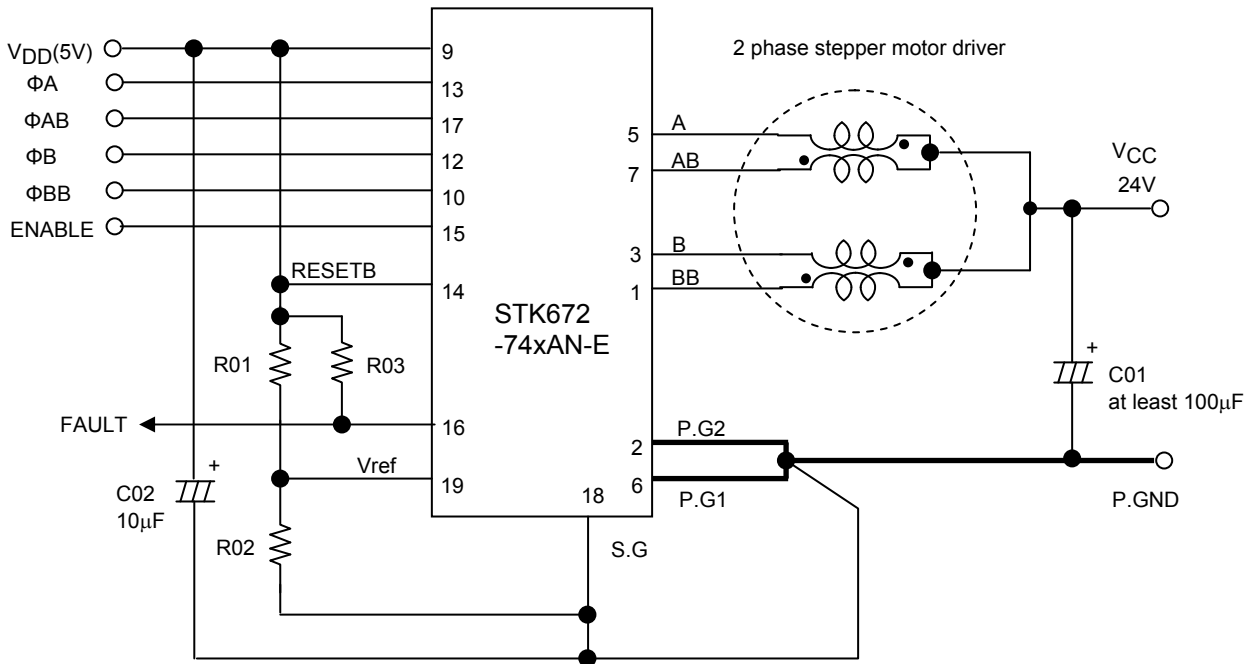 VDD(5V)
ΦA
ΦAB
ΦB
ΦBB
ENABLE
RESETB
R01
R03
FAULT
Vref
C02
+
10µF
R02
9
13
17
12
10
15
14
16
19
18
STK672
-74xAN-E
5
7
3
1
2
6
2 phase stepper motor driver
A
AB
B
BB
P.G2
P.G1
S.G
VCC
24V
+
C01
at least 100µF
P.GND